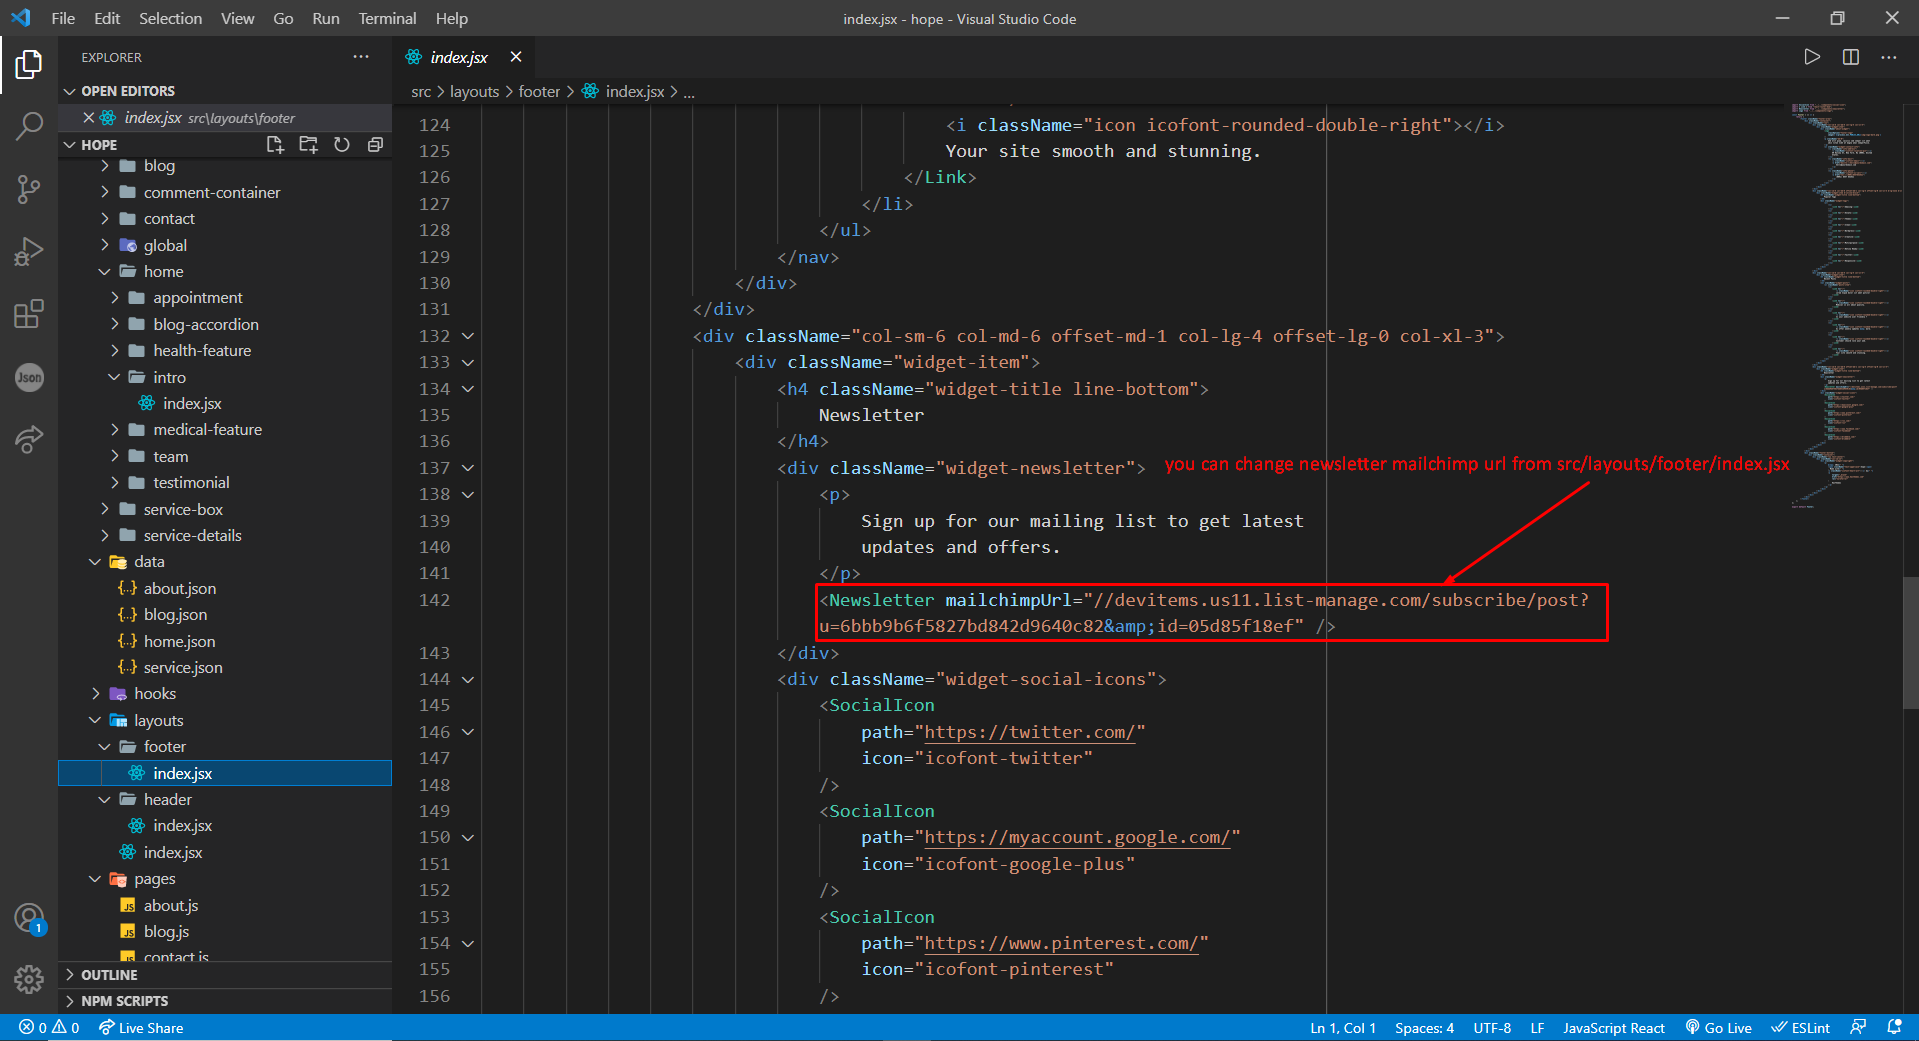 File Edit Selection View Go Run Terminal Help
index.jsx - hope - Visual Studio Code
EXPLORER
OPEN EDITORS
index.jsx src\layouts\footer
HOPE
blog
comment-container
contact
global
home
appointment
blog-accordion
health-feature
intro
index.jsx
medical-feature
team
testimonial
service-box
service-details
data
about.json
blog.json
home.json
service.json
hooks
layouts
footer
index.jsx
header
index.jsx
index.jsx
pages
about.js
blog.js
contact.js
OUTLINE
NPM SCRIPTS
Json
1
index.jsx
src > layouts > footer > index.jsx > ...
124 <i className="icon icofont-rounded-double-right"></i>
125 Your site smooth and stunning.
126 </Link>
127 </li>
128 </ul>
129 </nav>
130 </div>
131 </div>
132 <div className="col-sm-6 col-md-6 offset-md-1 col-lg-4 offset-lg-0 col-xl-3">
133 <div className="widget-item">
134 <h4 className="widget-title line-bottom">
135 Newsletter
136 </h4>
137 <div className="widget-newsletter">
you can change newsletter mailchimp url from src/layouts/footer/index.jsx
138 <p>
139 Sign up for our mailing list to get latest
140 updates and offers.
141 </p>
142 <Newsletter mailchimpUrl="//devitems.us11.list-manage.com/subscribe/post?
u=6bbb9b6f5827bd842d9640c82&amp;id=05d85f18ef" />
143 </div>
144 <div className="widget-social-icons">
145 <SocialIcon
146 path="https://twitter.com/"
147 icon="icofont-twitter"
148 />
149 <SocialIcon
150 path="https://myaccount.google.com/"
151 icon="icofont-google-plus"
152 />
153 <SocialIcon
154 path="https://www.pinterest.com/"
155 icon="icofont-pinterest"
156 />
0 0 Live Share
Ln 1, Col 1 Spaces: 4 UTF-8 LF JavaScript React Go Live ESLint